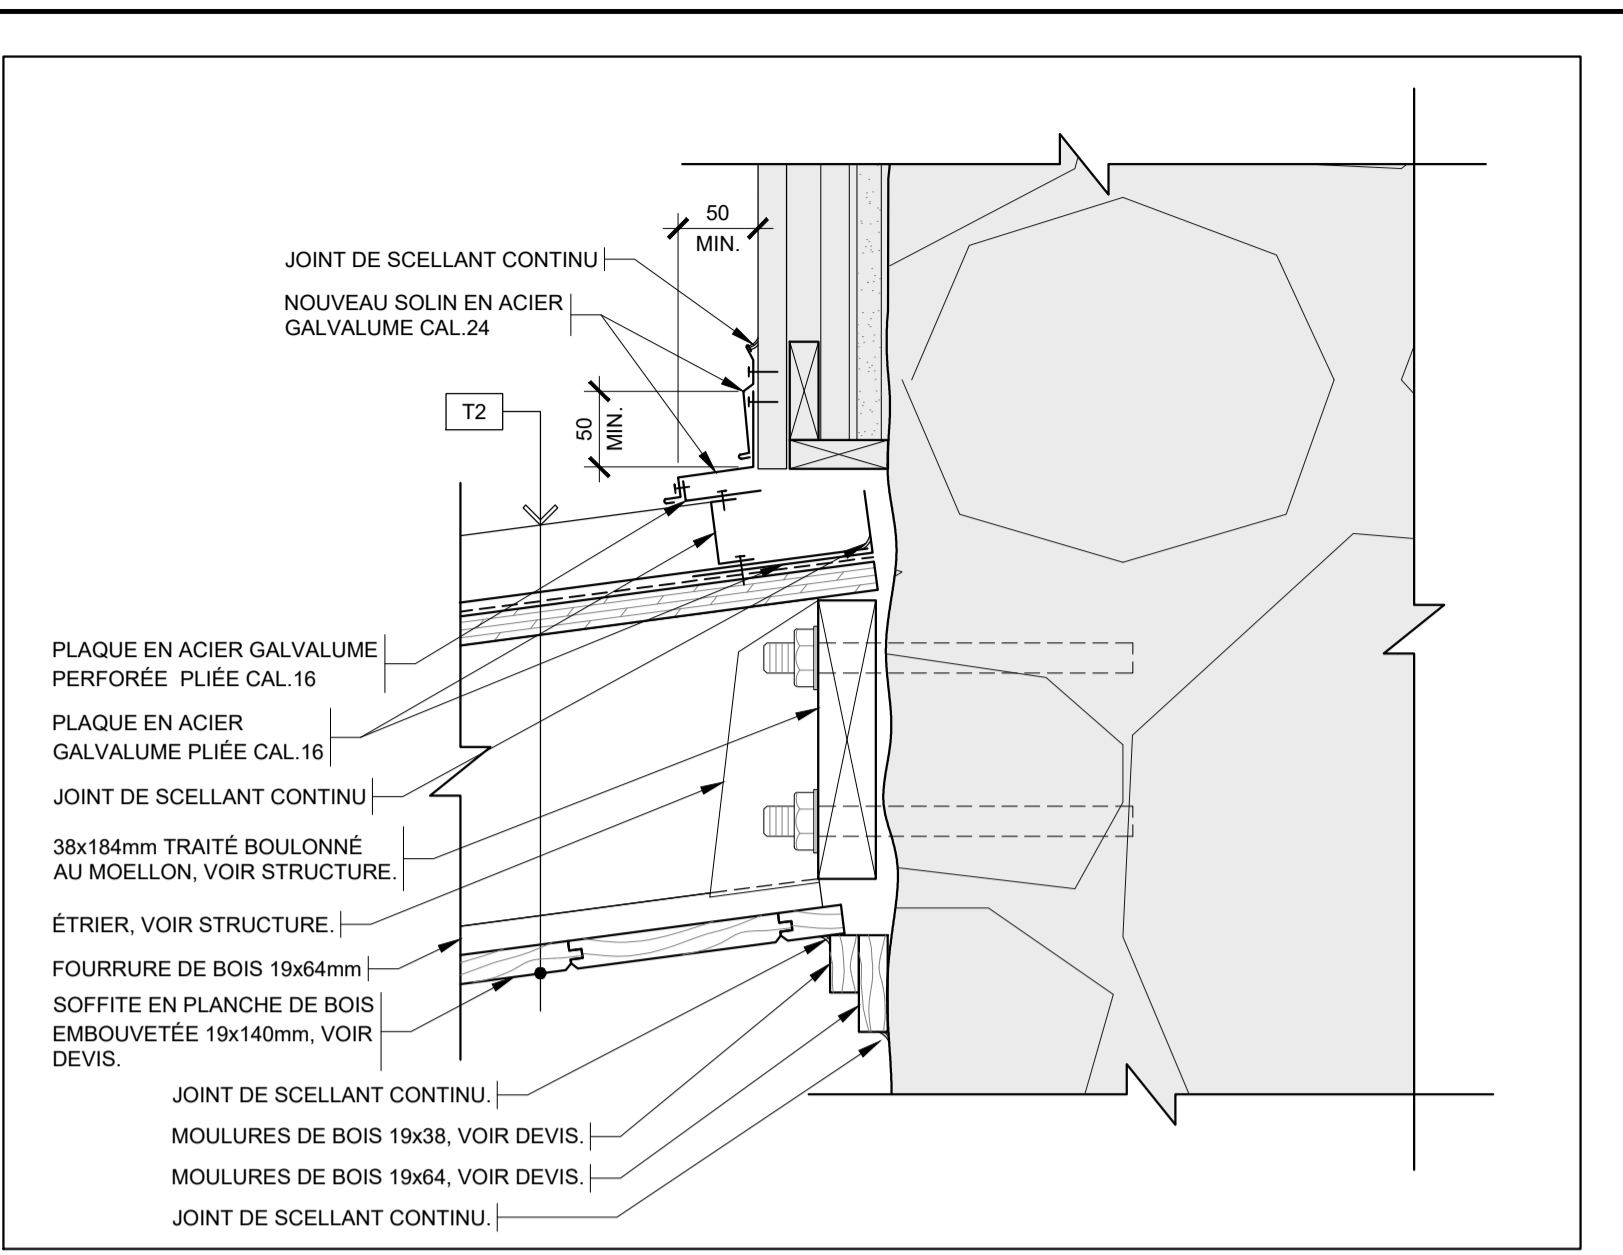 50
MIN.
JOINT DE SCELLANT CONTINU
NOUVEAU SOLIN EN ACIER
GALVALUME CAL.24
T2
50
MIN.
PLAQUE EN ACIER GALVALUME
PERFORÉE PLIÉE CAL.16
PLAQUE EN ACIER
GALVALUME PLIÉE CAL.16
JOINT DE SCELLANT CONTINU
38x184mm TRAITÉ BOULONNÉ
AU MOELLON, VOIR STRUCTURE.
ÉTRIER, VOIR STRUCTURE.
FOURRURE DE BOIS 19x64mm
SOFFITE EN PLANCHE DE BOIS
EMBOUVETÉE 19x140mm, VOIR
DEVIS.
JOINT DE SCELLANT CONTINU.
MOULURES DE BOIS 19x38, VOIR DEVIS.
MOULURES DE BOIS 19x64, VOIR DEVIS.
JOINT DE SCELLANT CONTINU.